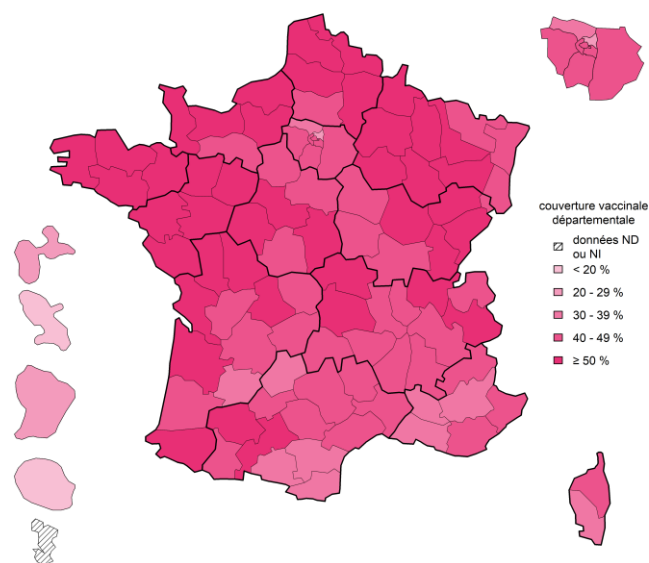 couverture vaccinale
départementale
données ND
ou NI
< 20 %
20 - 29 %
30 - 39 %
40 - 49 %
≥ 50 %